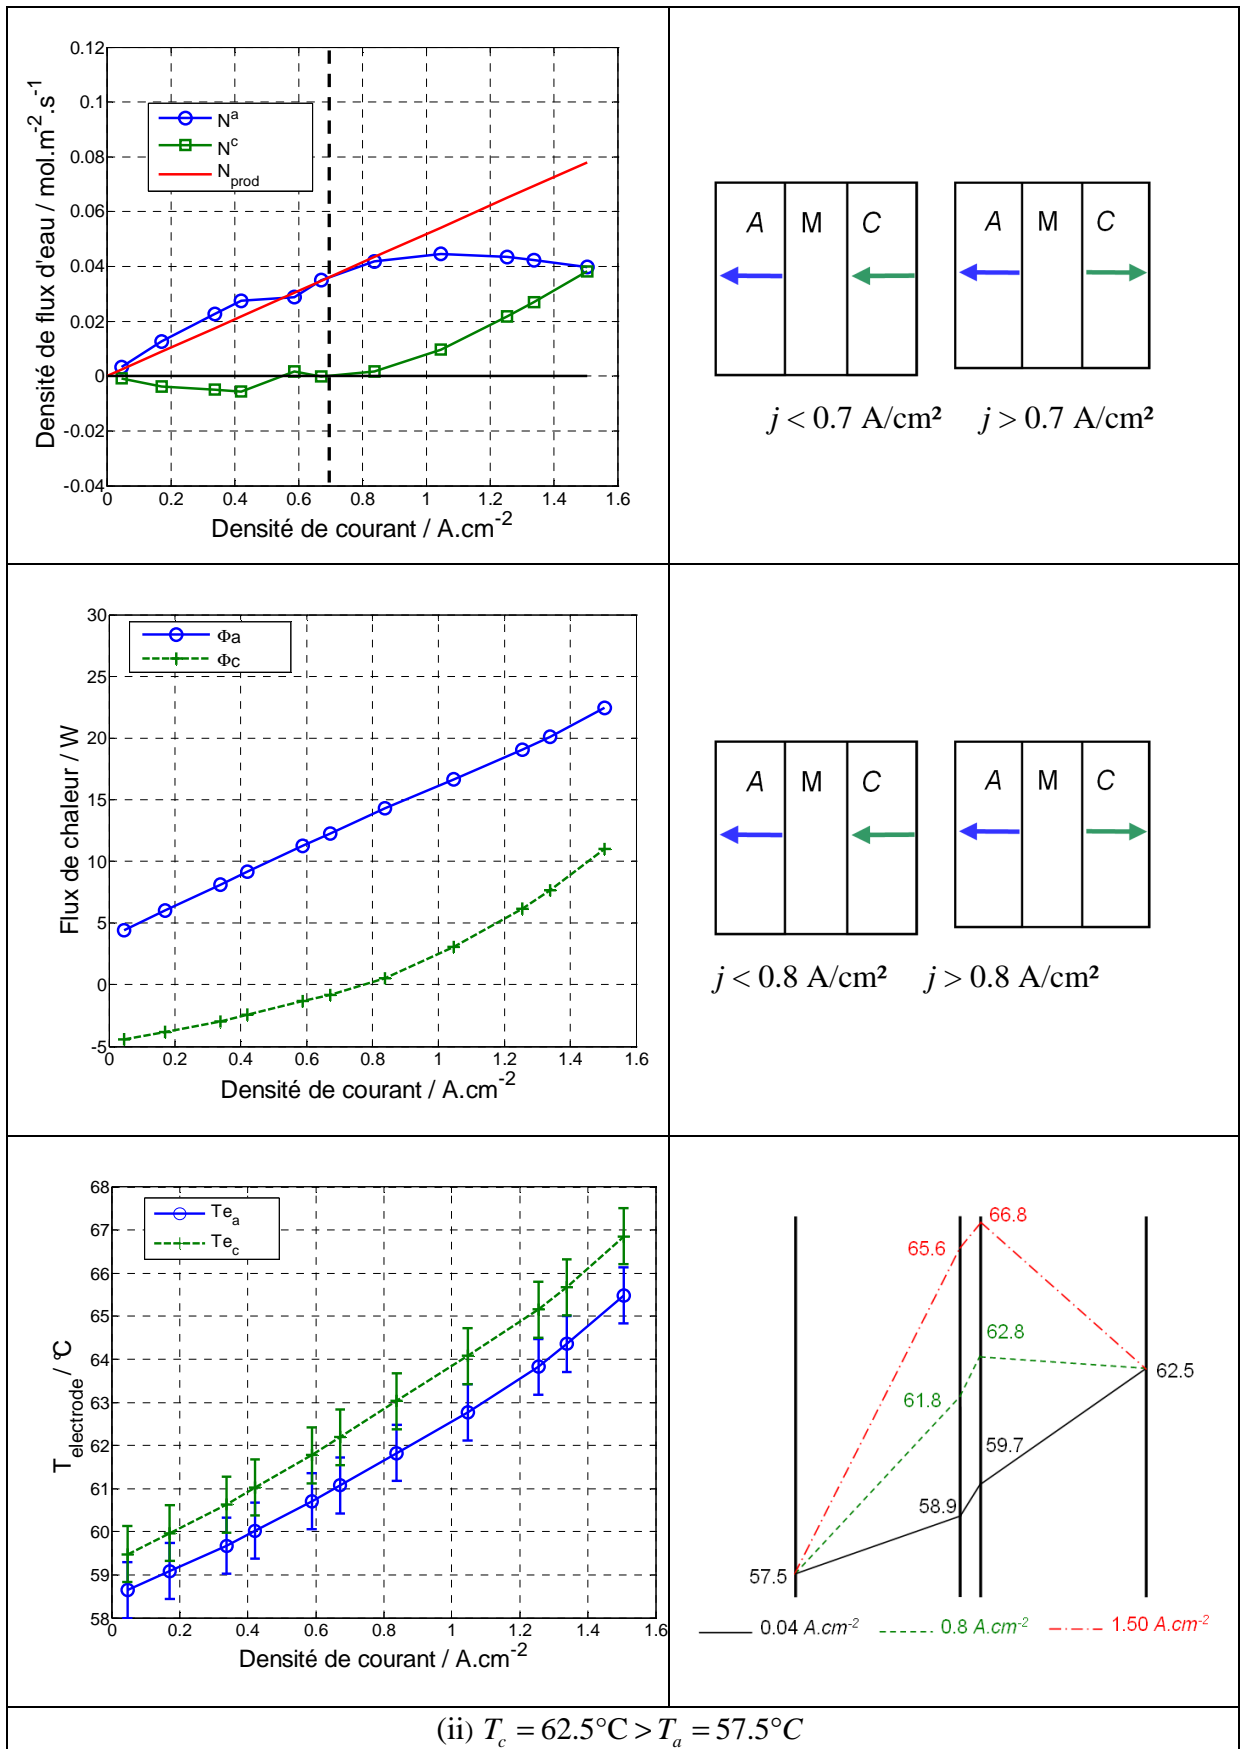 0.12
0.1
0.08
0.06
0.04
0.02
0
-0.02
-0.04
0 0.2 0.4 0.6 0.8 1 1.2 1.4 1.6
Densité de flux d'eau / mol.m-2.s-1
Densité de courant / A.cm-2
Na
Nc
Nprod
A M C
A M C
j < 0.7 A/cm² j > 0.7 A/cm²
30
25
20
15
10
5
0
-5
0 0.2 0.4 0.6 0.8 1 1.2 1.4 1.6
Flux de chaleur / W
Densité de courant / A.cm-2
Φa
Φc
A M C
A M C
j < 0.8 A/cm² j > 0.8 A/cm²
68
67
66
65
64
63
62
61
60
59
58
0 0.2 0.4 0.6 0.8 1 1.2 1.4 1.6
Telectrode / °C
Densité de courant / A.cm-2
Tea
Tec
66.8
65.6
62.8
62.5
61.8
59.7
58.9
57.5
0.04 A.cm-2 0.8 A.cm-2 1.50 A.cm-2
(ii) Tc = 62.5°C > Ta = 57.5°C